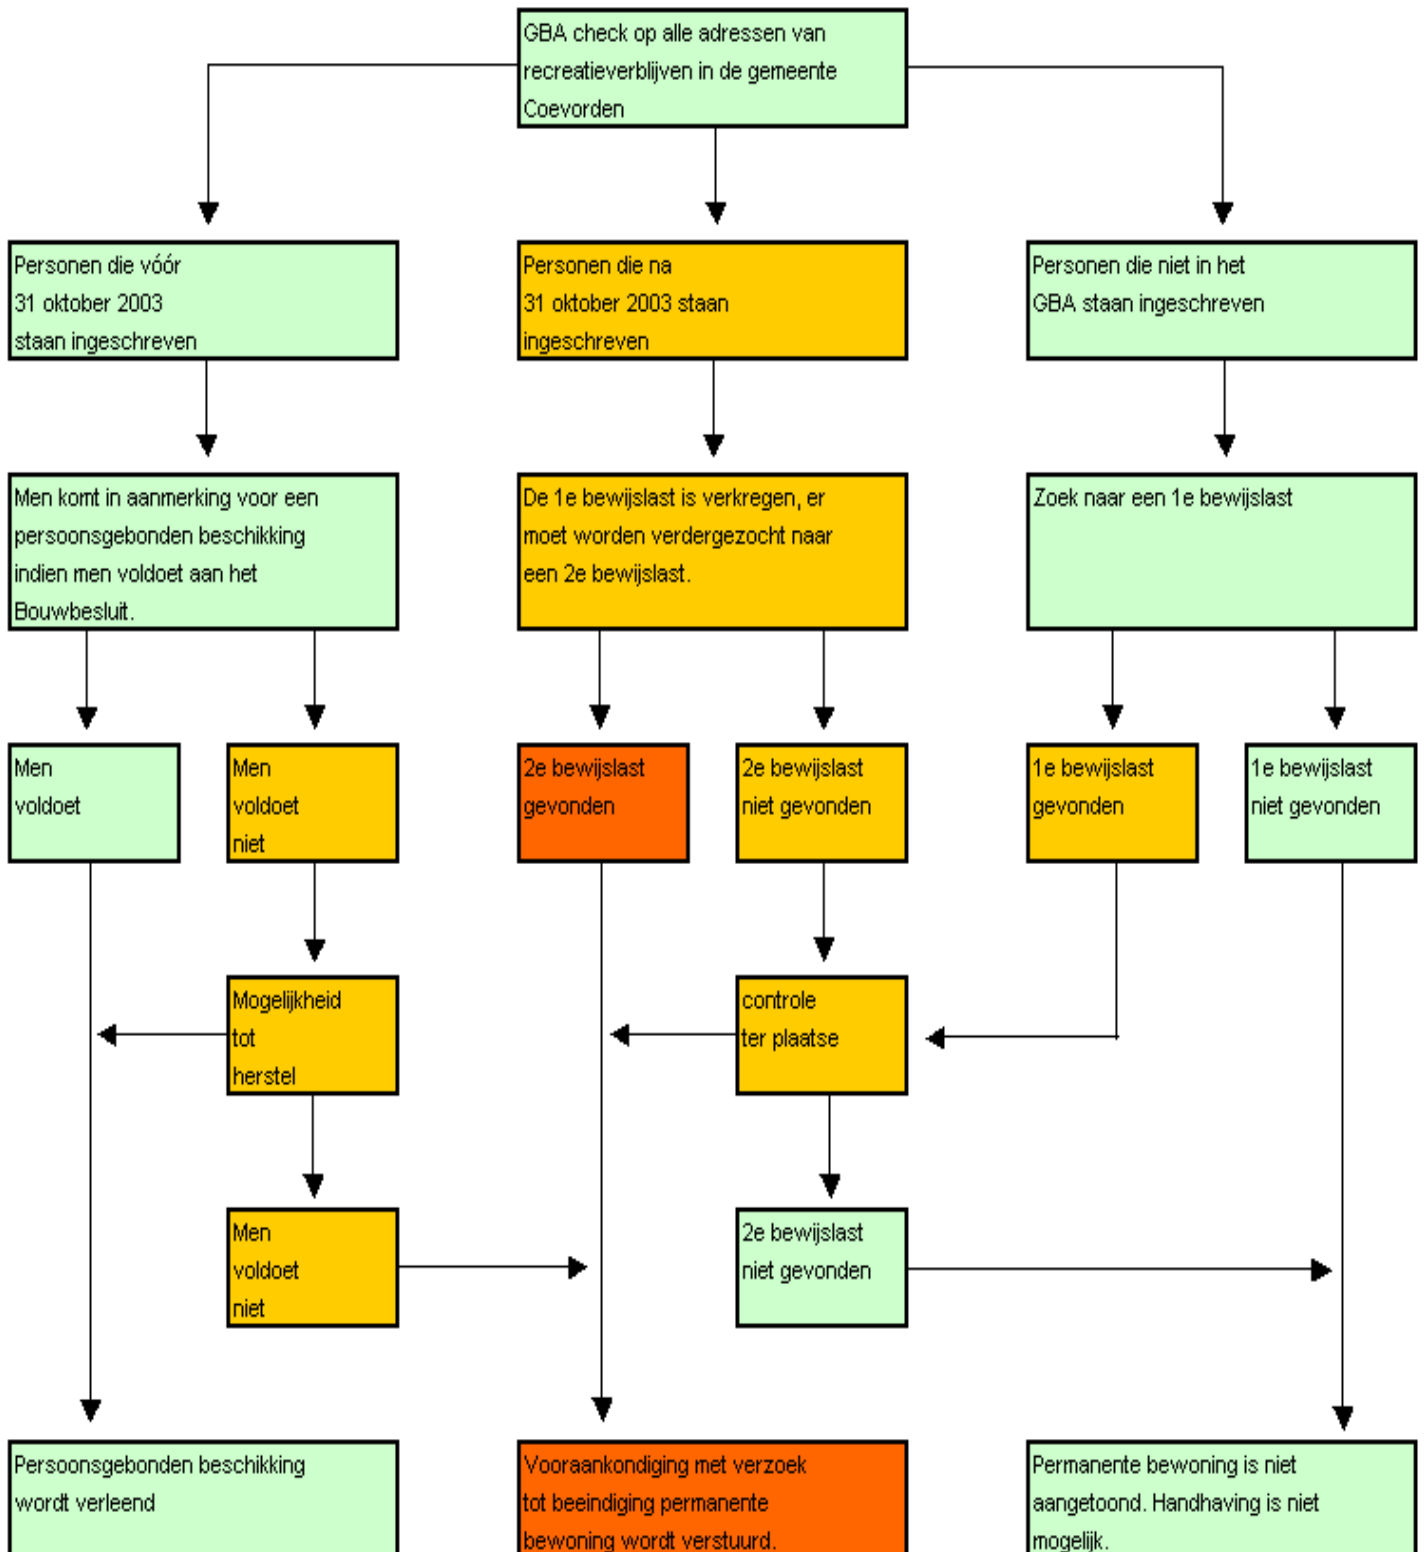 GBA check op alle adressen van
recreatieverblijven in de gemeente
Coevorden
Personen die vóór
31 oktober 2003
staan ingeschreven
Personen die na
31 oktober 2003 staan
ingeschreven
Personen die niet in het
GBA staan ingeschreven
Men komt in aanmerking voor een
persoonsgebonden beschikking
indien men voldoet aan het
Bouwbesluit.
De 1e bewijslast is verkregen, er
moet worden verdergezocht naar
een 2e bewijslast.
Zoek naar een 1e bewijslast
Men
voldoet
Men
voldoet
niet
2e bewijslast
gevonden
2e bewijslast
niet gevonden
1e bewijslast
gevonden
1e bewijslast
niet gevonden
Mogelijkheid
tot
herstel
controle
ter plaatse
Men
voldoet
niet
2e bewijslast
niet gevonden
Persoonsgebonden beschikking
wordt verleend
Vooraankondiging met verzoek
tot beeindiging permanente
bewoning wordt verstuurd.
Permanente bewoning is niet
aangetoond. Handhaving is niet
mogelijk.